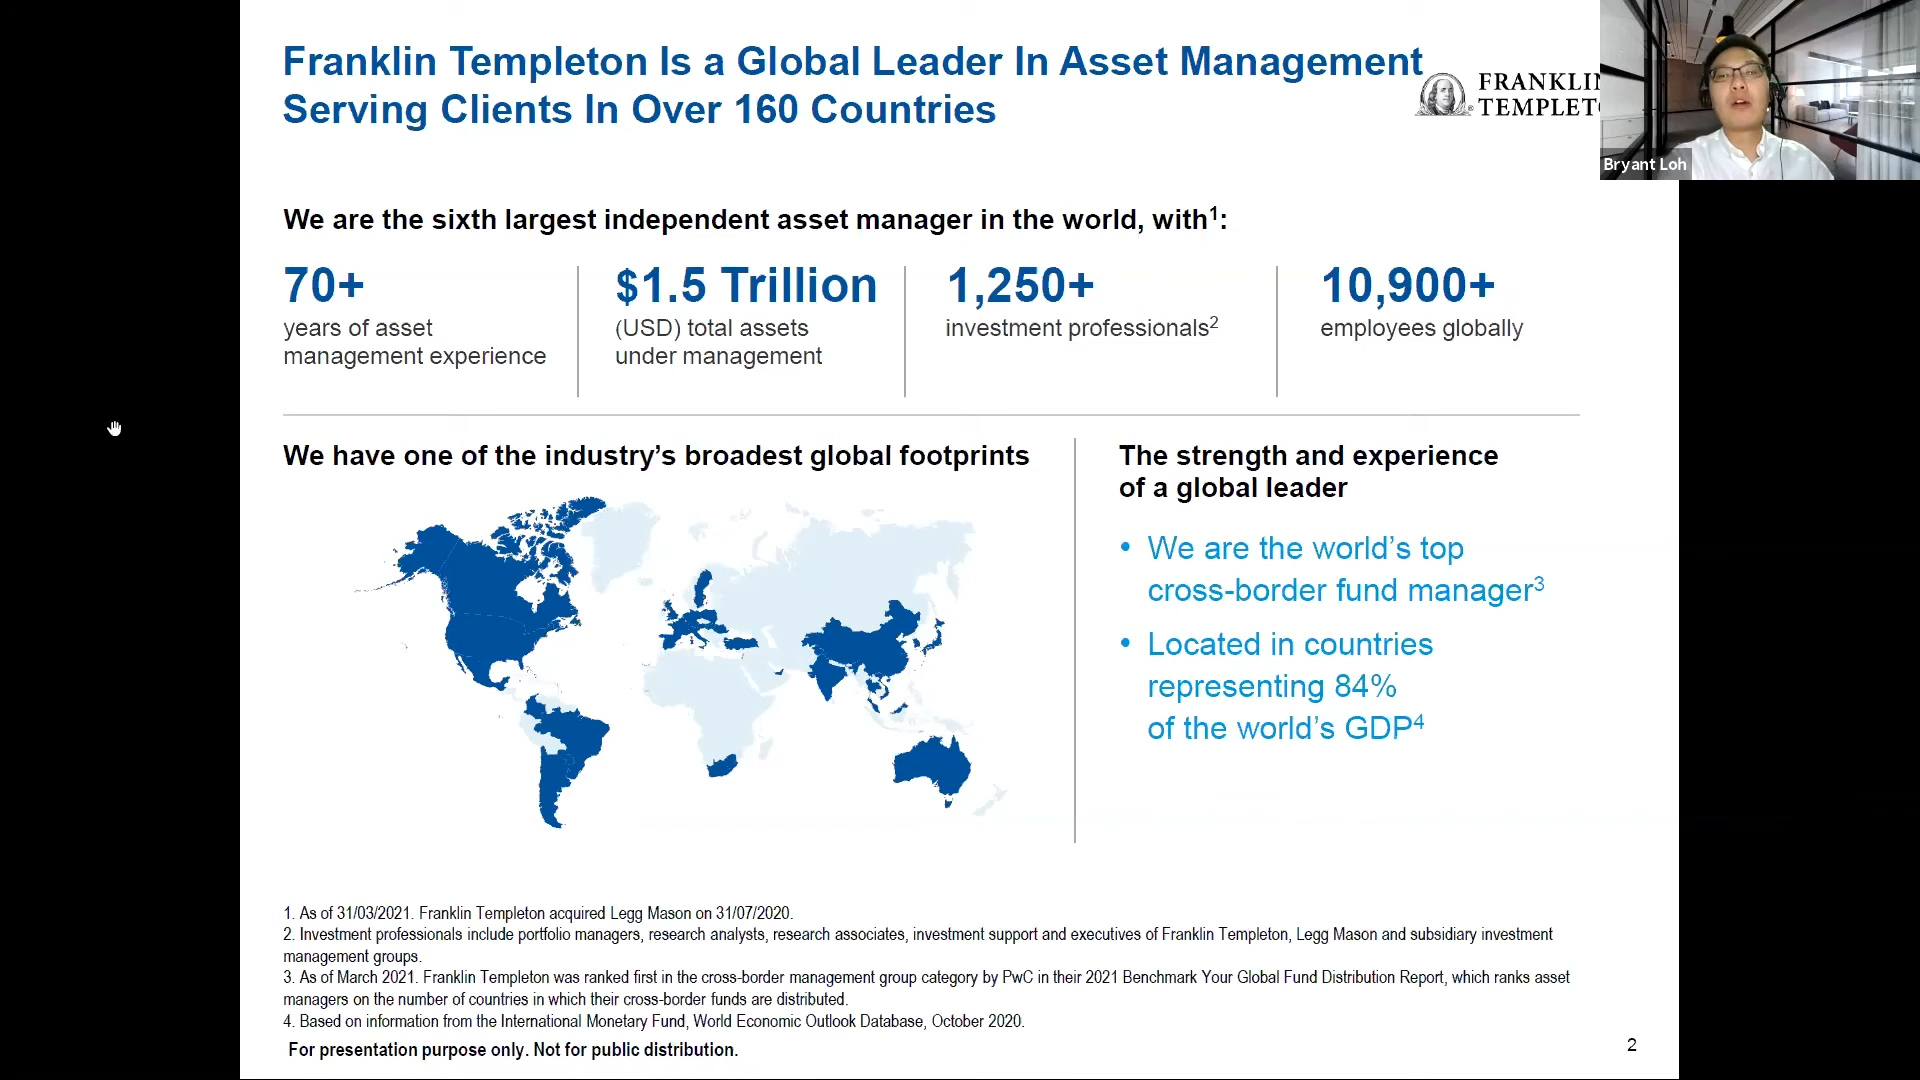 Franklin Templeton Is a Global Leader In Asset Management
Serving Clients In Over 160 Countries
FRANKLIN
TEMPLET
Bryant Loh
We are the sixth largest independent asset manager in the world, with1:
70+
years of asset
management experience
$1.5 Trillion
(USD) total assets
under management
1,250+
investment professionals2
10,900+
employees globally
We have one of the industry’s broadest global footprints
The strength and experience
of a global leader
• We are the world’s top
cross-border fund manager3
• Located in countries
representing 84%
of the world’s GDP4
1. As of 31/03/2021. Franklin Templeton acquired Legg Mason on 31/07/2020.
2. Investment professionals include portfolio managers, research analysts, research associates, investment support and executives of Franklin Templeton, Legg Mason and subsidiary investment
management groups.
3. As of March 2021. Franklin Templeton was ranked first in the cross-border management group category by PwC in their 2021 Benchmark Your Global Fund Distribution Report, which ranks asset
managers on the number of countries in which their cross-border funds are distributed.
4. Based on information from the International Monetary Fund, World Economic Outlook Database, October 2020.
For presentation purpose only. Not for public distribution.
2